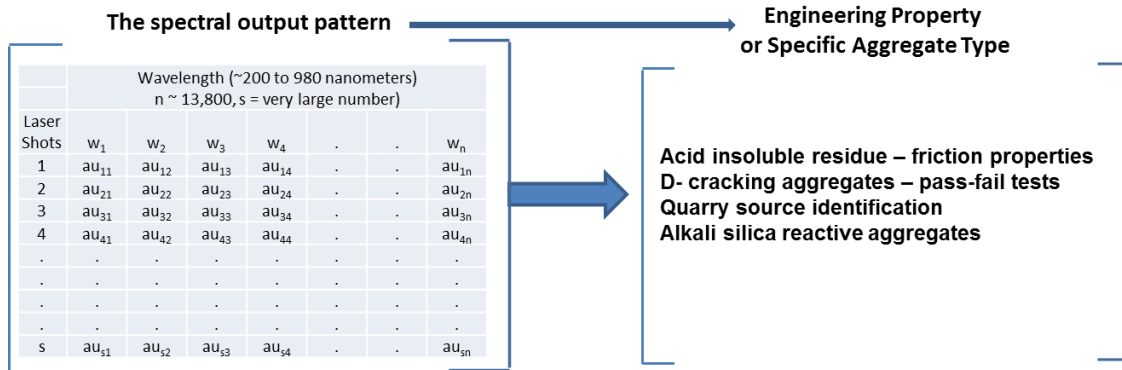 The spectral output pattern
Engineering Property
or Specific Aggregate Type
Wavelength (~200 to 980 nanometers)
n ~ 13,800, s = very large number)
Laser
Shots w₁ w₂ w₃ w₄ . . wₙ
1 au₁₁ au₁₂ au₁₃ au₁₄ . . au₁ₙ
2 au₂₁ au₂₂ au₂₃ au₂₄ . . au₂ₙ
3 au₃₁ au₃₂ au₃₃ au₃₄ . . au₃ₙ
4 au₄₁ au₄₂ au₄₃ au₄₄ . . au₄ₙ
. . . . . . . .
. . . . . . . .
. . . . . . . .
. . . . . . . .
s auₛ₁ auₛ₂ auₛ₃ auₛ₄ . . auₛₙ
Acid insoluble residue – friction properties
D- cracking aggregates – pass-fail tests
Quarry source identification
Alkali silica reactive aggregates